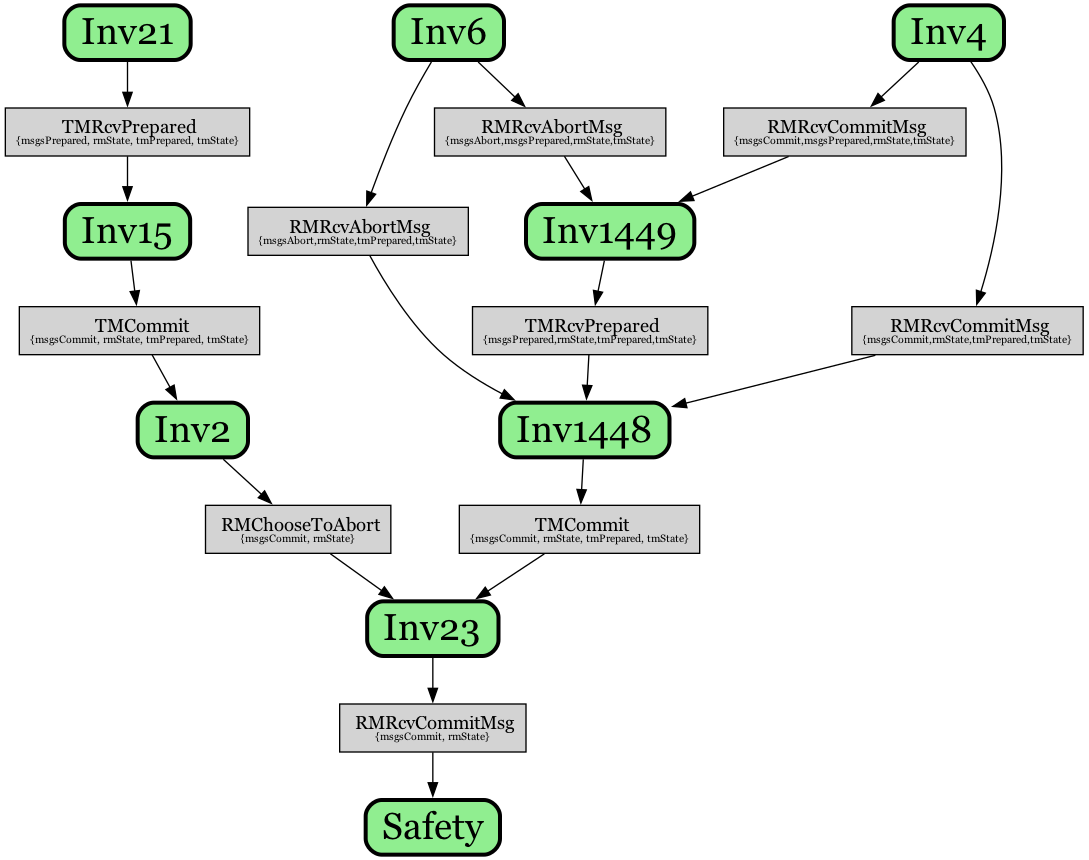 Inv21
Inv6
Inv4
TMRcvPrepared
{msgsPrepared, rmState, tmPrepared, tmState}
RMRcvAbortMsg
{msgsAbort,msgsPrepared,rmState,tmState}
RMRcvCommitMsg
{msgsCommit,msgsPrepared,rmState,tmState}
Inv15
RMRcvAbortMsg
{msgsAbort,rmState,tmPrepared,tmState}
Inv1449
TMCommit
{msgsCommit, rmState, tmPrepared, tmState}
TMRcvPrepared
{msgsPrepared,rmState,tmPrepared,tmState}
RMRcvCommitMsg
{msgsCommit,rmState,tmPrepared,tmState}
Inv2
Inv1448
RMChooseToAbort
{msgsCommit, rmState}
TMCommit
{msgsCommit, rmState, tmPrepared, tmState}
Inv23
RMRcvCommitMsg
{msgsCommit, rmState}
Safety